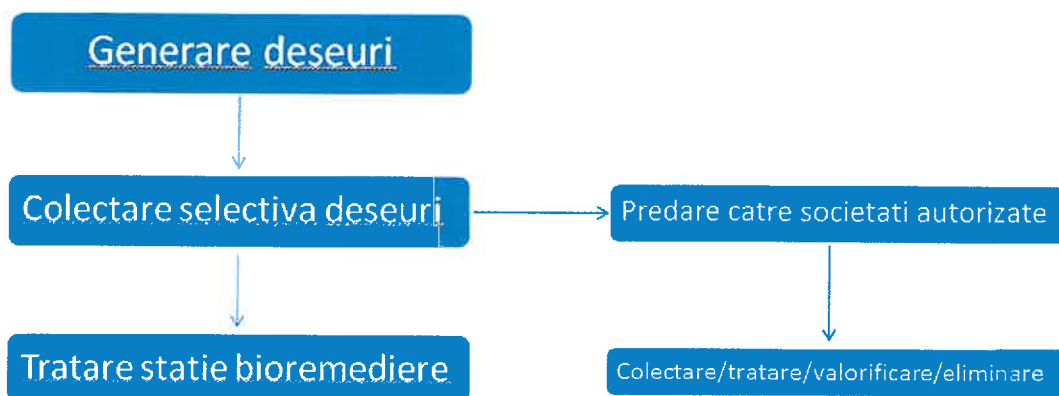 Generare deseuri
Colectare selectiva deseuri
Predare catre societati autorizate
Tratare statie bioremediere
Colectare/tratare/valorificare/eliminare